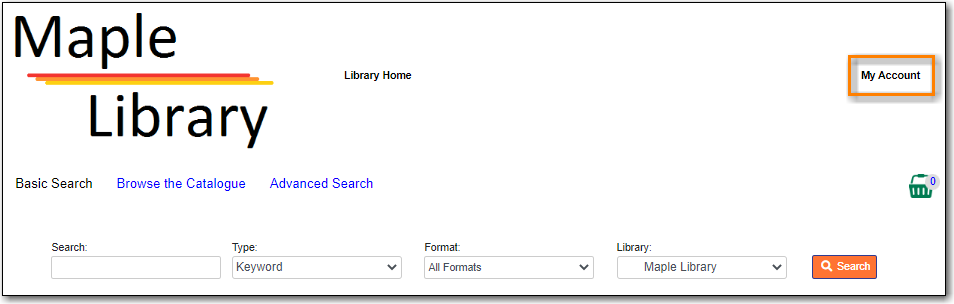 Maple
Library
Library Home
My Account
Basic Search Browse the Catalogue Advanced Search
0
Search: Type: Format: Library:
Keyword All Formats Maple Library Search